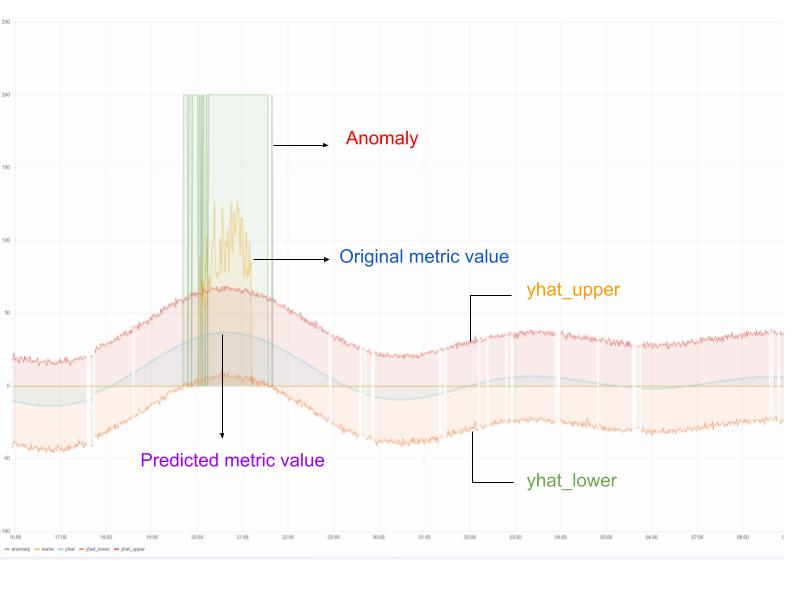 250
200
Anomaly
150
Original metric value
100
yhat_upper
50
0
Predicted metric value
-50
yhat_lower
-100
16:00 17:00 18:00 19:00 20:00 21:00 22:00 23:00 00:00 01:00 02:00 03:00 04:00 05:00 06:00 07:00 08:00
anomaly name yhat yhat_lower yhat_upper